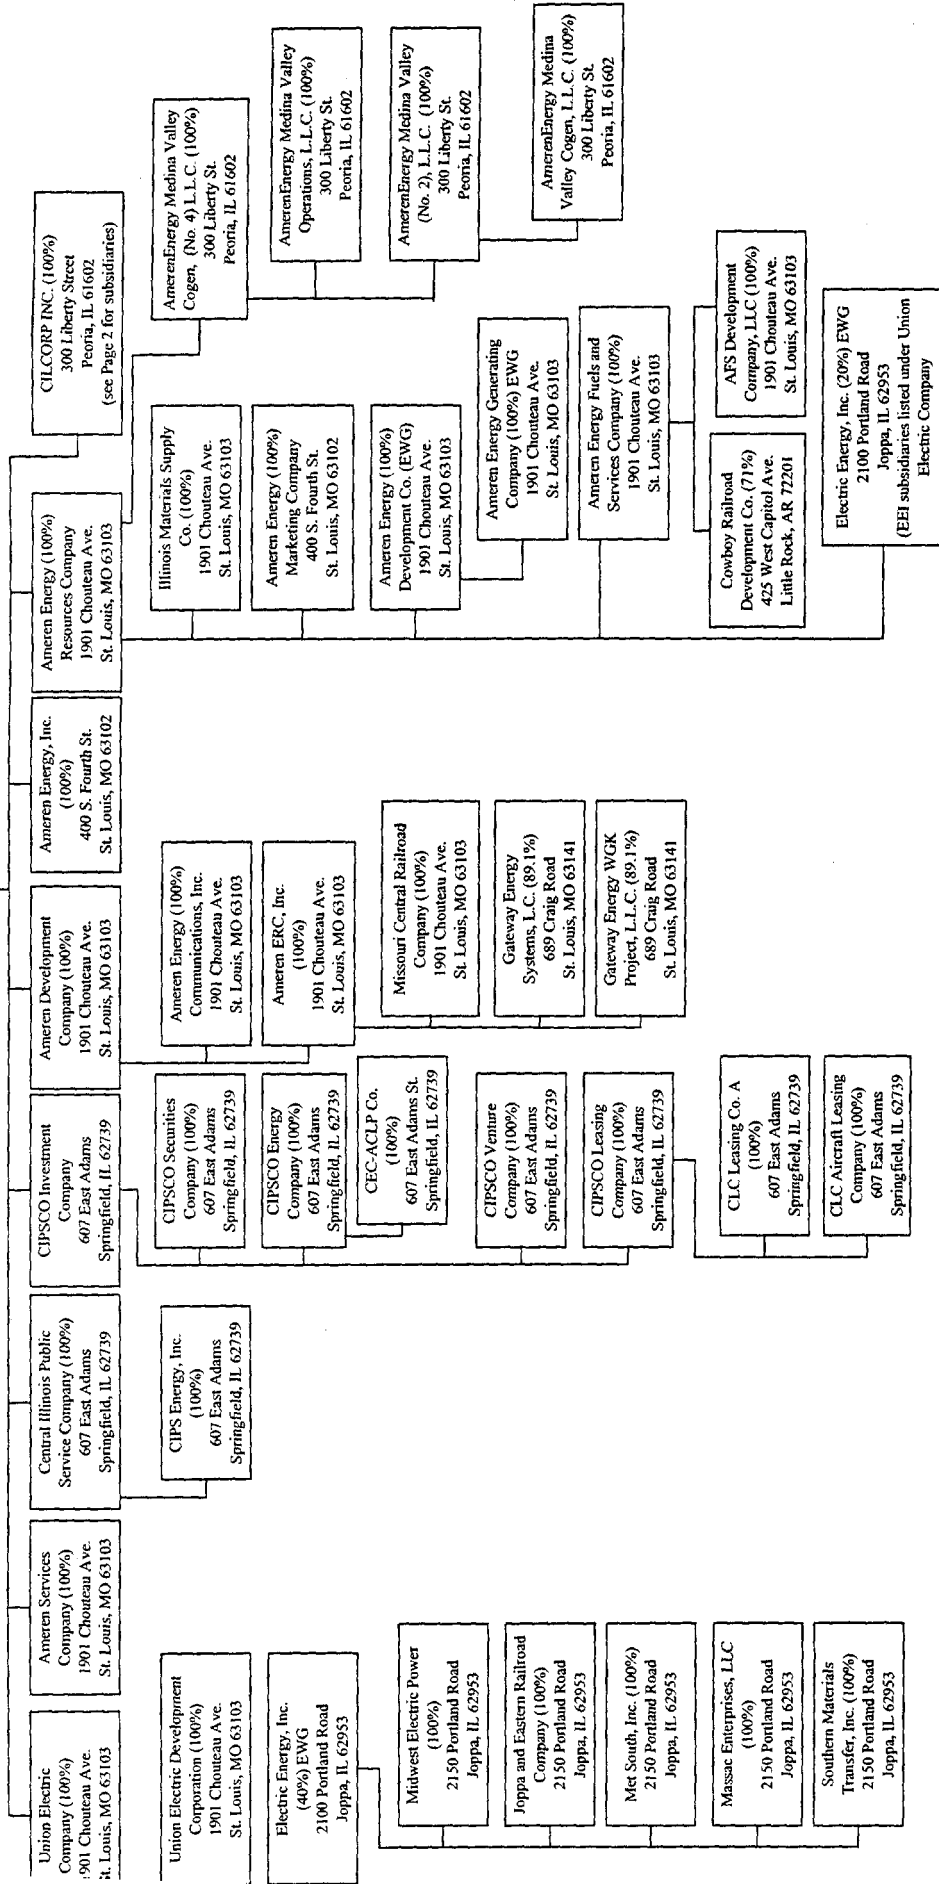 Union Electric
Company (100%)
1901 Chouteau Ave.
St. Louis, MO 63103
Ameren Services
Company (100%)
1901 Chouteau Ave.
St. Louis, MO 63103
Central Illinois Public
Service Company (100%)
607 East Adams
Springfield, IL 62739
CIPSCO Investment
Company
607 East Adams
Springfield, IL 62739
Ameren Development
Company (100%)
1901 Chouteau Ave.
St. Louis, MO 63103
Ameren Energy, Inc.
(100%)
400 S. Fourth St.
St. Louis, MO 63102
Ameren Energy (100%)
Resources Company
1901 Chouteau Ave.
St. Louis, MO 63103
CILCORP INC. (100%)
300 Liberty Street
Peoria, IL 61602
(see Page 2 for subsidiaries)
Union Electric Development
Corporation (100%)
1901 Chouteau Ave.
St. Louis, MO 63103
Electric Energy, Inc.
(40%) EWG
2100 Portland Road
Joppa, IL 62953
Midwest Electric Power
(100%)
2150 Portland Road
Joppa, IL 62953
Joppa and Eastern Railroad
Company (100%)
2150 Portland Road
Joppa, IL 62953
Met South, Inc. (100%)
2150 Portland Road
Joppa, IL 62953
Massac Enterprises, LLC
(100%)
2150 Portland Road
Joppa, IL 62953
Southern Materials
Transfer, Inc. (100%)
2150 Portland Road
Joppa, IL 62953
CIPS Energy, Inc.
(100%)
607 East Adams
Springfield, IL 62739
CIPSCO Securities
Company (100%)
607 East Adams
Springfield, IL 62739
CIPSCO Energy
Company (100%)
607 East Adams
Springfield, IL 62739
CEC-ACLP Co.
(100%)
607 East Adams St.
Springfield, IL 62739
CIPSCO Venture
Company (100%)
607 East Adams
Springfield, IL 62739
CIPSCO Leasing
Company (100%)
607 East Adams
Springfield, IL 62739
CLC Leasing Co. A
(100%)
607 East Adams
Springfield, IL 62739
CLC Aircraft Leasing
Company (100%)
607 East Adams
Springfield, IL 62739
Ameren Energy (100%)
Communications, Inc.
1901 Chouteau Ave.
St. Louis, MO 63103
Ameren ERC, Inc.
(100%)
1901 Chouteau Ave.
St. Louis, MO 63103
Missouri Central Railroad
Company (100%)
1901 Chouteau Ave.
St. Louis, MO 63103
Gateway Energy
Systems, L.C. (89.1%)
689 Craig Road
St. Louis, MO 63141
Gateway Energy WGK
Project, L.L.C. (89.1%)
689 Craig Road
St. Louis, MO 63141
Illinois Materials Supply
Co. (100%)
1901 Chouteau Ave.
St. Louis, MO 63103
Ameren Energy (100%)
Marketing Company
400 S. Fourth St.
St. Louis, MO 63102
Ameren Energy (100%)
Development Co. (EWG)
1901 Chouteau Ave.
St. Louis, MO 63103
Ameren Energy Generating
Company (100%) EWG
1901 Chouteau Ave.
St. Louis, MO 63103
Ameren Energy Fuels and
Services Company (100%)
1901 Chouteau Ave.
St. Louis, MO 63103
Cowboy Railroad
Development Co. (71%)
425 West Capitol Ave.
Little Rock, AR 72201
AFS Development
Company, LLC (100%)
1901 Chouteau Ave.
St. Louis, MO 63103
Electric Energy, Inc. (20%) EWG
2100 Portland Road
Joppa, IL 62953
(EEI subsidiaries listed under Union
Electric Company
AmerenEnergy Medina Valley
Cogen, (No. 4) L.L.C. (100%)
300 Liberty St.
Peoria, IL 61602
AmerenEnergy Medina Valley
Operations, L.L.C. (100%)
300 Liberty St.
Peoria, IL 61602
AmerenEnergy Medina Valley
(No. 2), L.L.C. (100%)
300 Liberty St.
Peoria, IL 61602
AmerenEnergy Medina
Valley Cogen, L.L.C. (100%)
300 Liberty St.
Peoria, IL 61602